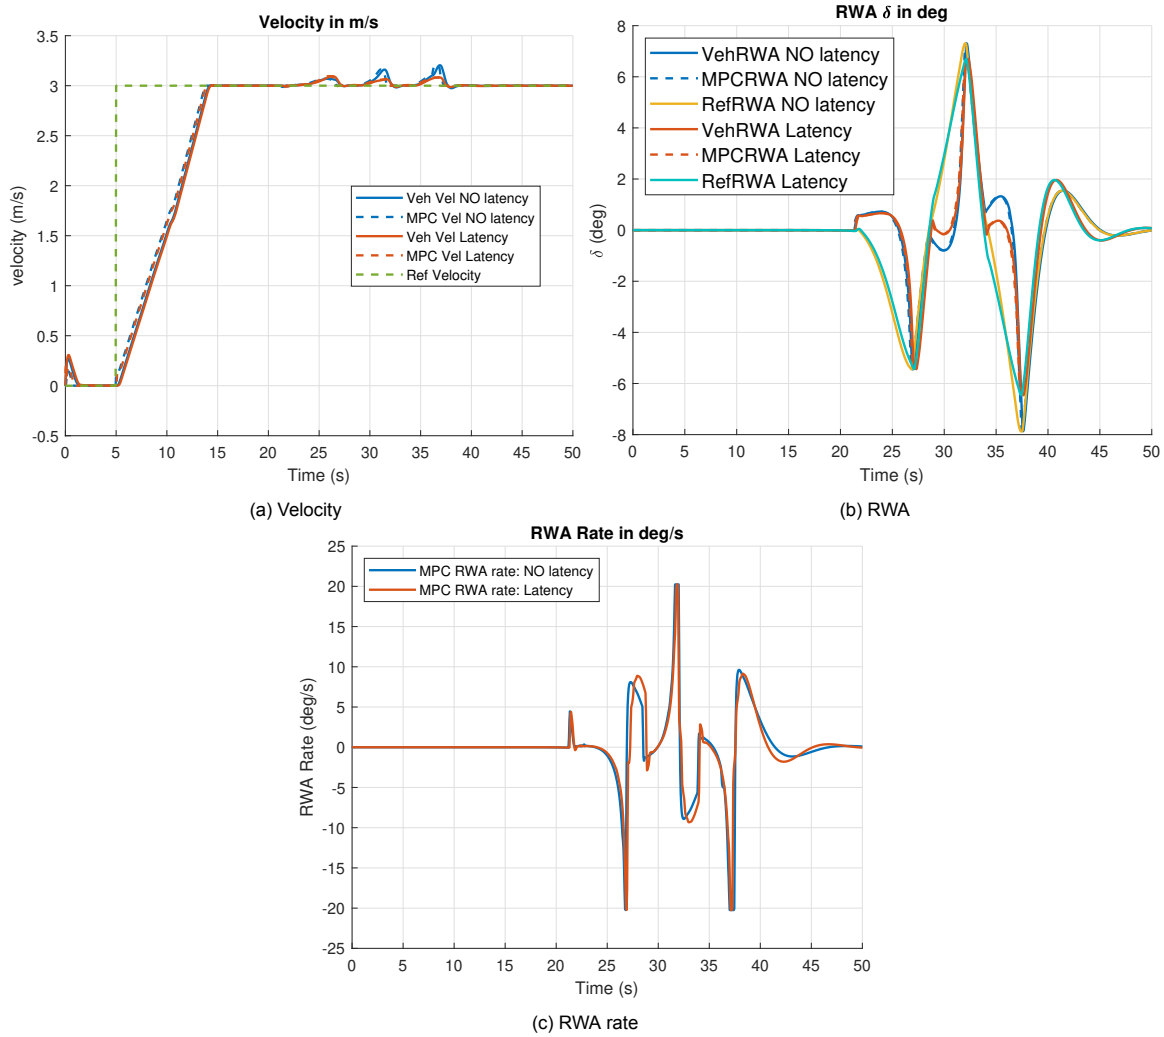 Velocity in m/s
3.5
3
2.5
2
1.5
1
0.5
0
-0.5
velocity (m/s)
Veh Vel NO latency
MPC Vel NO latency
Veh Vel Latency
MPC Vel Latency
Ref Velocity
0 5 10 15 20 25 30 35 40 45 50
Time (s)
(a) Velocity
RWA δ in deg
8
6
4
2
0
-2
-4
-6
-8
δ (deg)
VehRWA NO latency
MPCRWA NO latency
RefRWA NO latency
VehRWA Latency
MPCRWA Latency
RefRWA Latency
0 5 10 15 20 25 30 35 40 45 50
Time (s)
(b) RWA
RWA Rate in deg/s
25
20
15
10
5
0
-5
-10
-15
-20
-25
RWA Rate (deg/s)
MPC RWA rate: NO latency
MPC RWA rate: Latency
0 5 10 15 20 25 30 35 40 45 50
Time (s)
(c) RWA rate